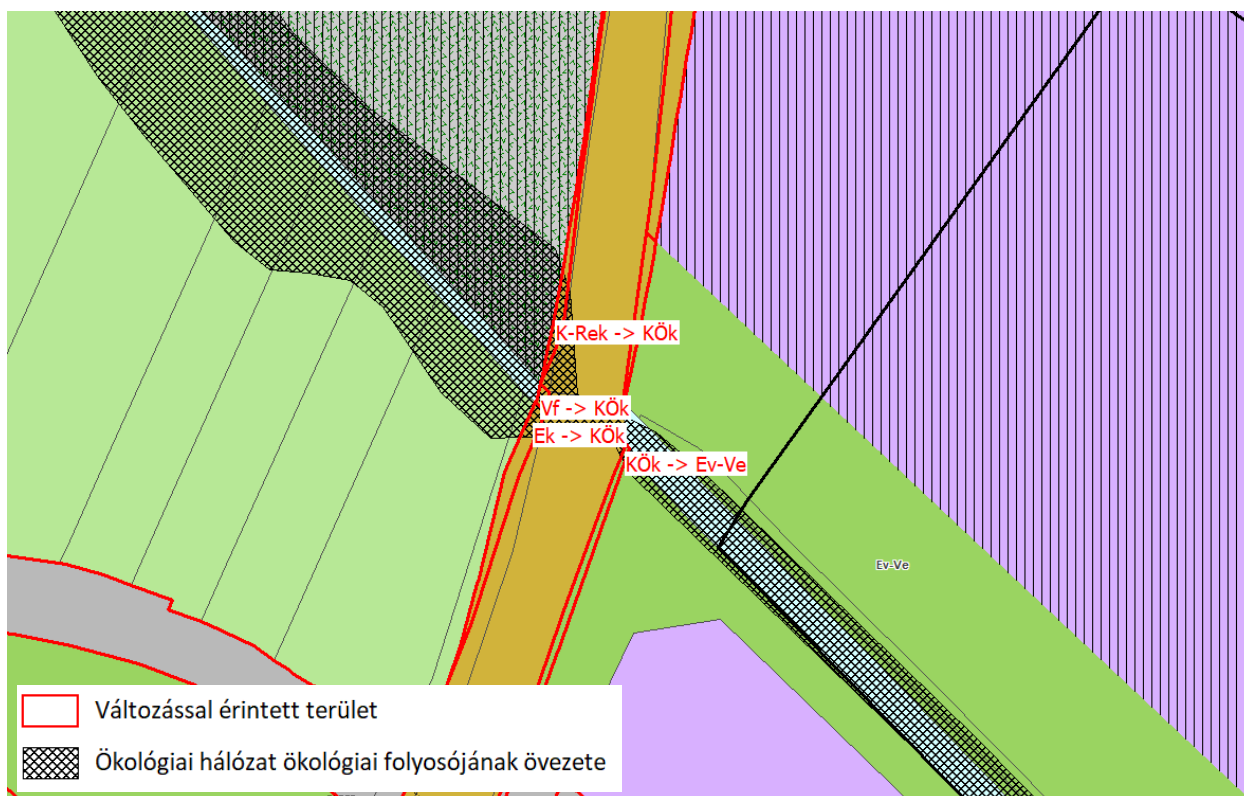 K-Rek -> KÖk
Vf -> KÖk
Ek -> KÖk
KÖk -> Ev-Ve
Ev-Ve
Változással érintett terület
Ökológiai hálózat ökológiai folyosójának övezete